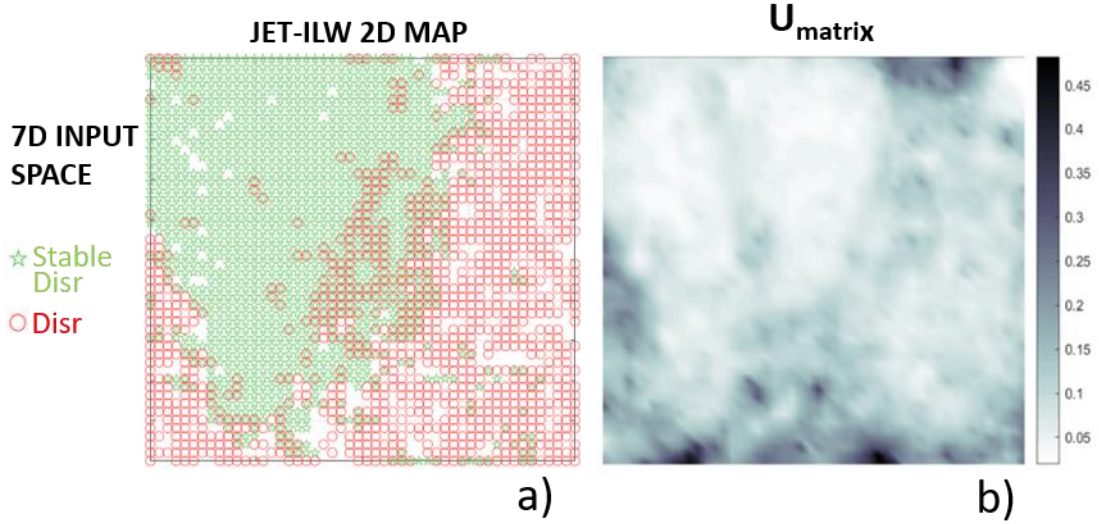 JET-ILW 2D MAP
U_matrix
7D INPUT
SPACE
Stable
Disr
Disr
0.45
0.4
0.35
0.3
0.25
0.2
0.15
0.1
0.05
a)
b)